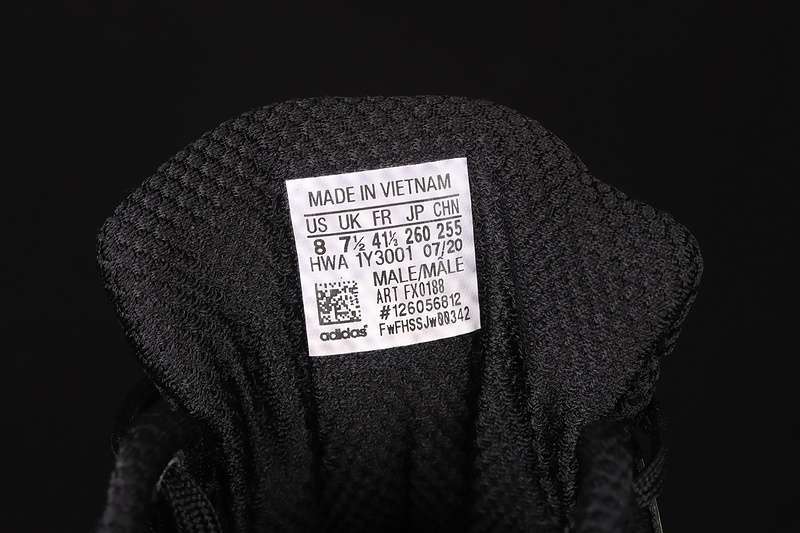 MADE IN VIETNAM
US UK FR JP CHN
8 7½ 41⅓ 260 255
HWA 1Y3001 07/20
MALE/MÂLE
ART FX0188
#126056812
FwFHSSJw00342
adidas